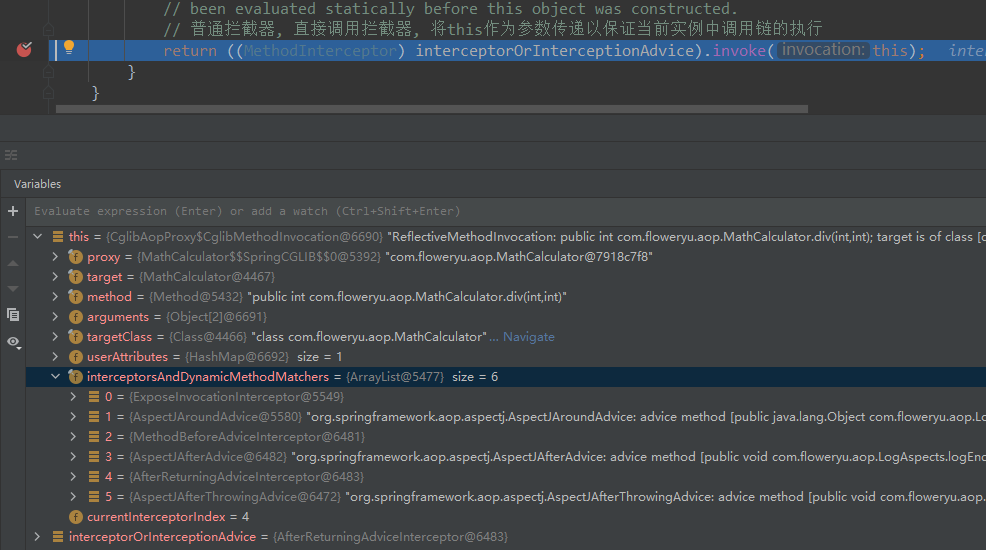 // been evaluated statically before this object was constructed.
// 普通拦截器, 直接调用拦截器, 将this作为参数传递以保证当前实例中调用链的执行
return ((MethodInterceptor) interceptorOrInterceptionAdvice).invoke( invocation: this); inte
}
}
Variables
Evaluate expression (Enter) or add a watch (Ctrl+Shift+Enter)
this = {CglibAopProxy$CglibMethodInvocation@6690} "ReflectiveMethodInvocation: public int com.floweryu.aop.MathCalculator.div(int,int); target is of class [c
proxy = {MathCalculator$$SpringCGLIB$$0@5392} "com.floweryu.aop.MathCalculator@7918c7f8"
target = {MathCalculator@4467}
method = {Method@5432} "public int com.floweryu.aop.MathCalculator.div(int,int)"
arguments = {Object[2]@6691}
targetClass = {Class@4466} "class com.floweryu.aop.MathCalculator"... Navigate
userAttributes = {HashMap@6692} size = 1
interceptorsAndDynamicMethodMatchers = {ArrayList@5477} size = 6
0 = {ExposeInvocationInterceptor@5549}
1 = {AspectJAroundAdvice@5580} "org.springframework.aop.aspectj.AspectJAroundAdvice: advice method [public java.lang.Object com.floweryu.aop.Lo
2 = {MethodBeforeAdviceInterceptor@6481}
3 = {AspectJAfterAdvice@6482} "org.springframework.aop.aspectj.AspectJAfterAdvice: advice method [public void com.floweryu.aop.LogAspects.logEnd
4 = {AfterReturningAdviceInterceptor@6483}
5 = {AspectJAfterThrowingAdvice@6472} "org.springframework.aop.aspectj.AspectJAfterThrowingAdvice: advice method [public void com.floweryu.aop.
currentInterceptorIndex = 4
interceptorOrInterceptionAdvice = {AfterReturningAdviceInterceptor@6483}